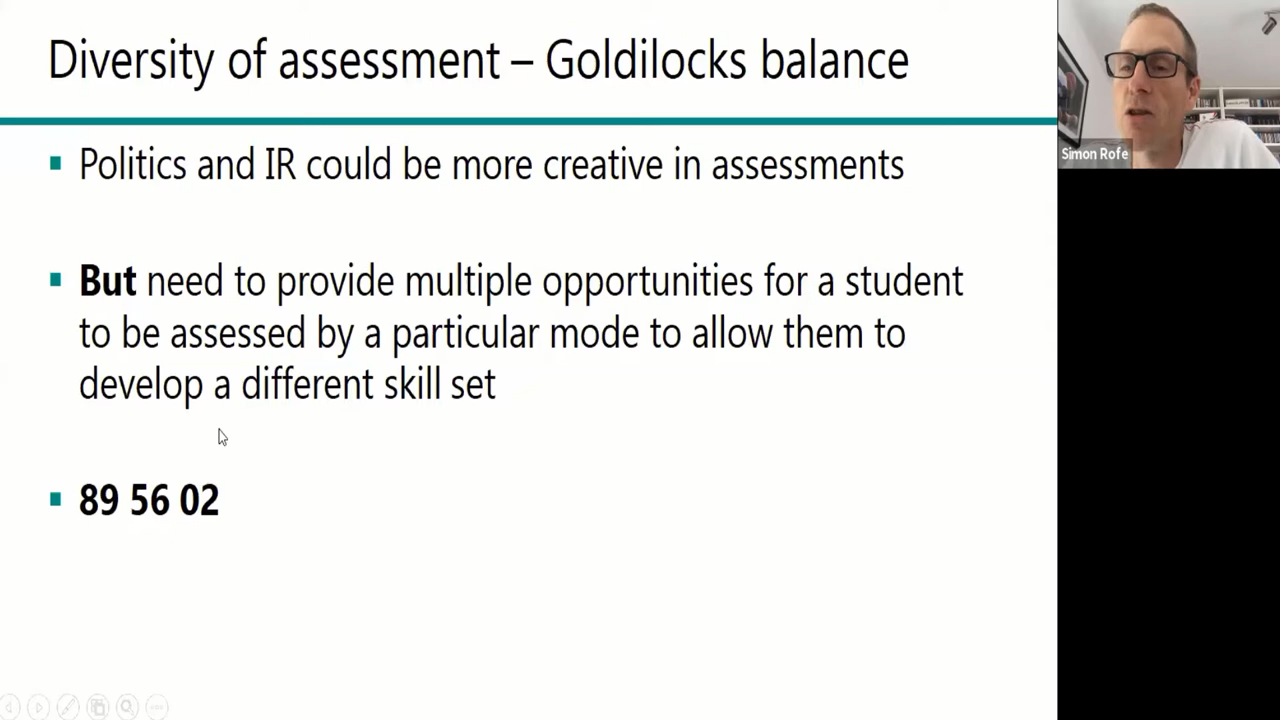 Diversity of assessment – Goldilocks balance
▪ Politics and IR could be more creative in assessments
▪ But need to provide multiple opportunities for a student
to be assessed by a particular mode to allow them to
develop a different skill set
▪ 89 56 02
Simon Rofe